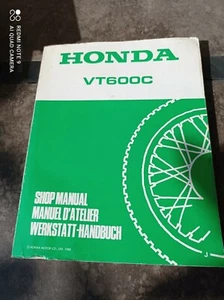 REDMI NOTE 9
AI QUAD CAMERA
HONDA
VT600C
SHOP MANUAL
MANUEL D'ATELIER
WERKSTATT-HANDBUCH
J